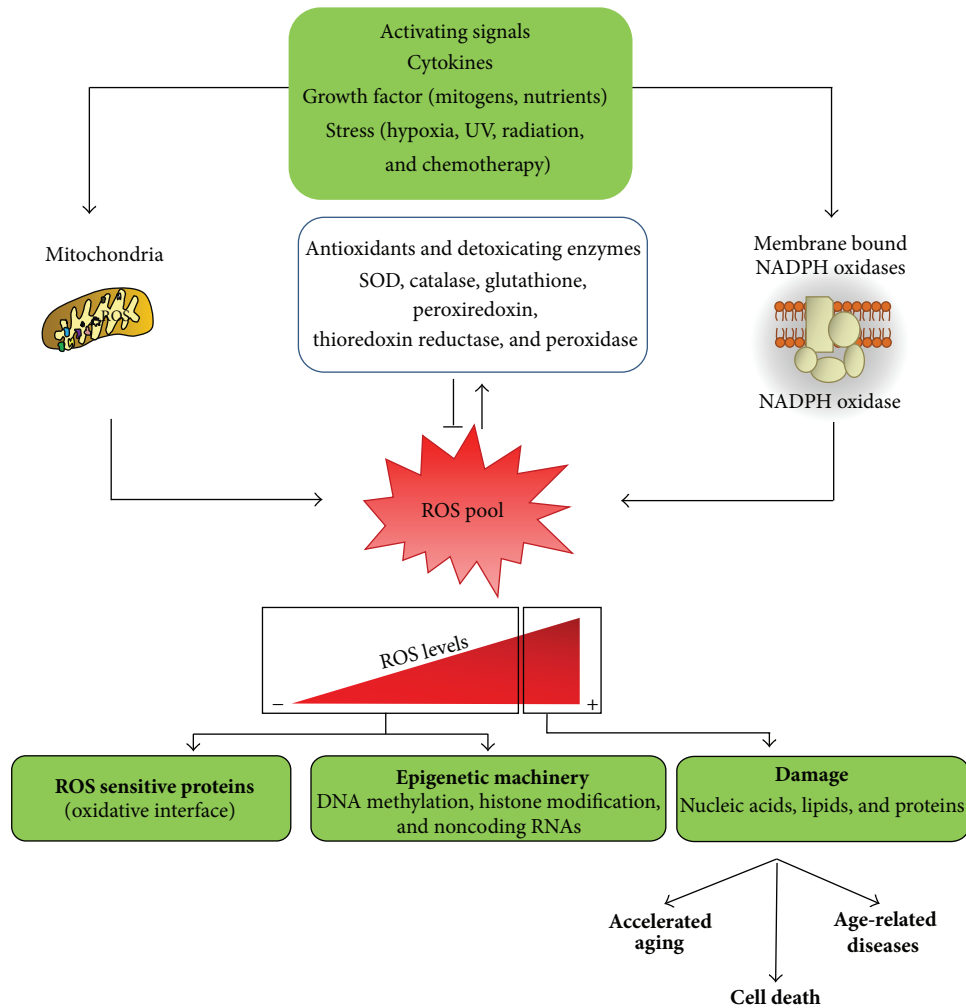 Activating signals
Cytokines
Growth factor (mitogens, nutrients)
Stress (hypoxia, UV, radiation,
and chemotherapy)
Mitochondria
ROS
Antioxidants and detoxicating enzymes
SOD, catalase, glutathione,
peroxiredoxin,
thioredoxin reductase, and peroxidase
Membrane bound
NADPH oxidases
NADPH oxidase
ROS pool
ROS levels
− +
ROS sensitive proteins
(oxidative interface)
Epigenetic machinery
DNA methylation, histone modification,
and noncoding RNAs
Damage
Nucleic acids, lipids, and proteins
Accelerated
aging
Cell death
Age-related
diseases